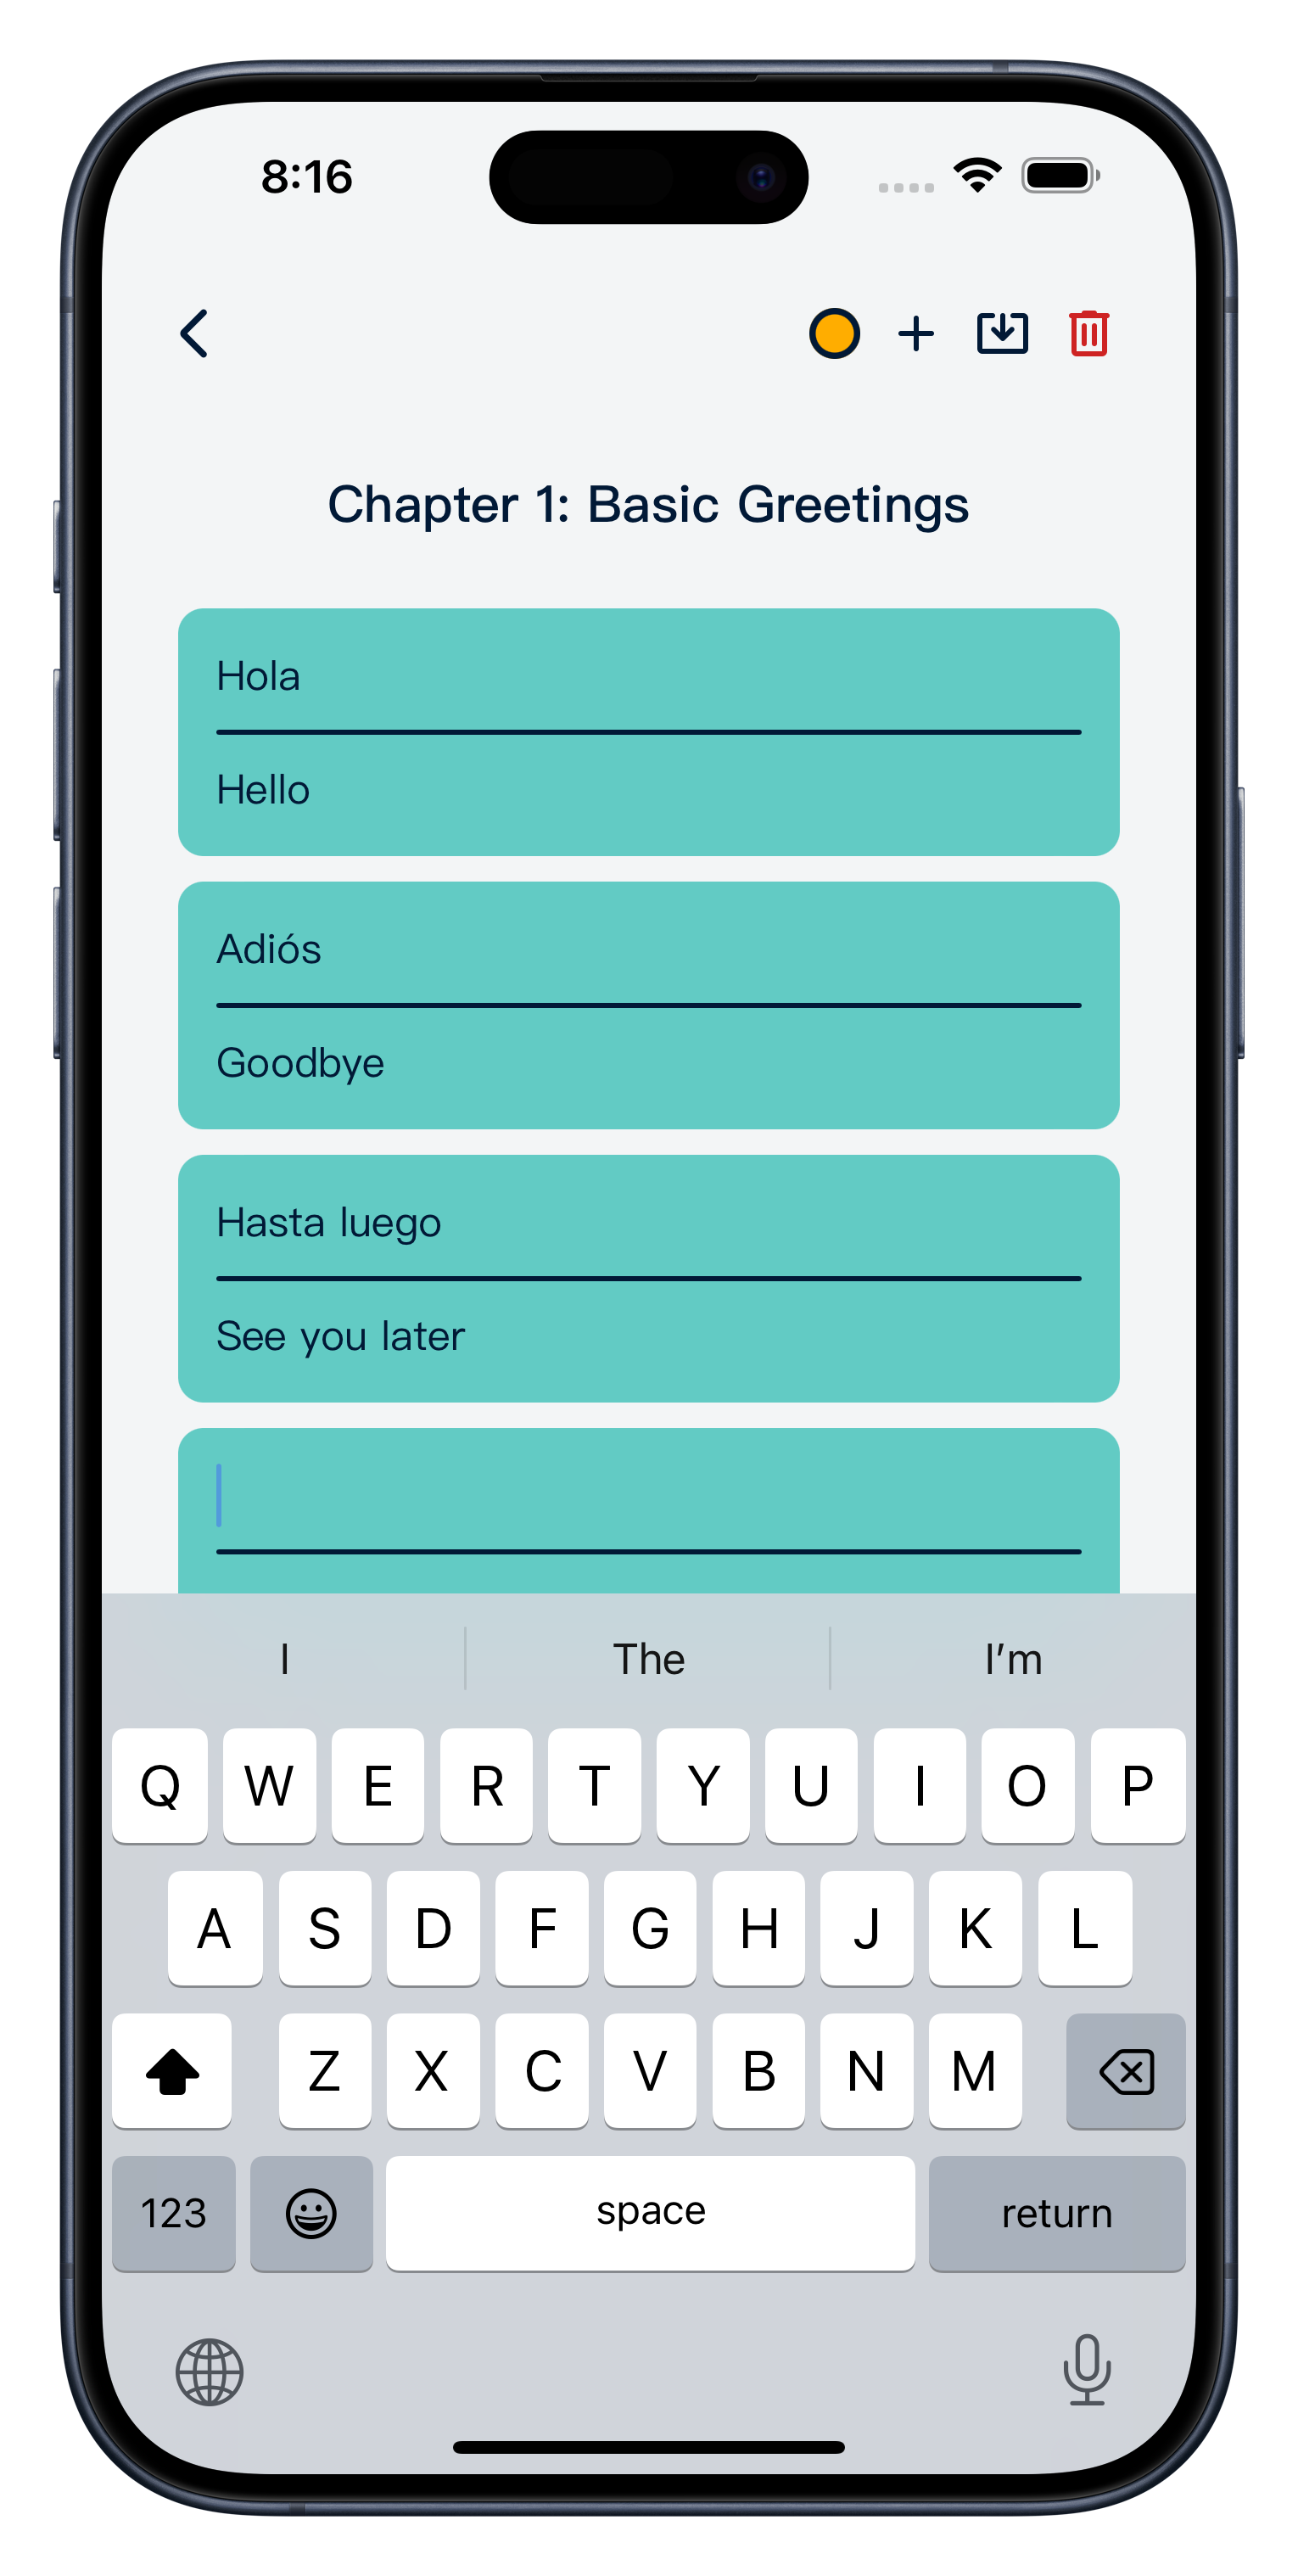 8:16
Chapter 1: Basic Greetings
Hola
Hello
Adiós
Goodbye
Hasta luego
See you later
I The I’m
Q W E R T Y U I O P
A S D F G H J K L
Z X C V B N M
123 space return